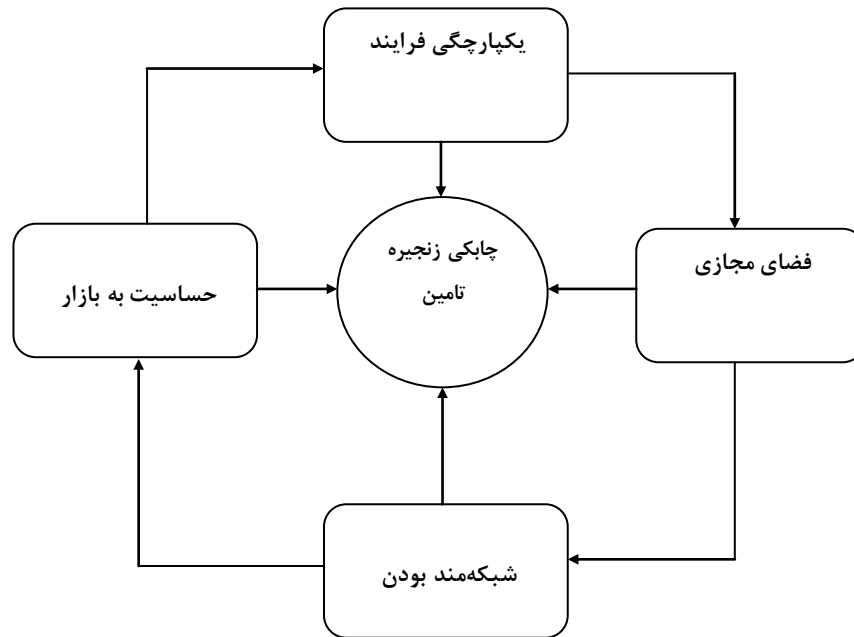 یکپارچگی فرایند
چابکی زنجیره
تامین
فضای مجازی
حساسیت به بازار
شبکه‌مند بودن